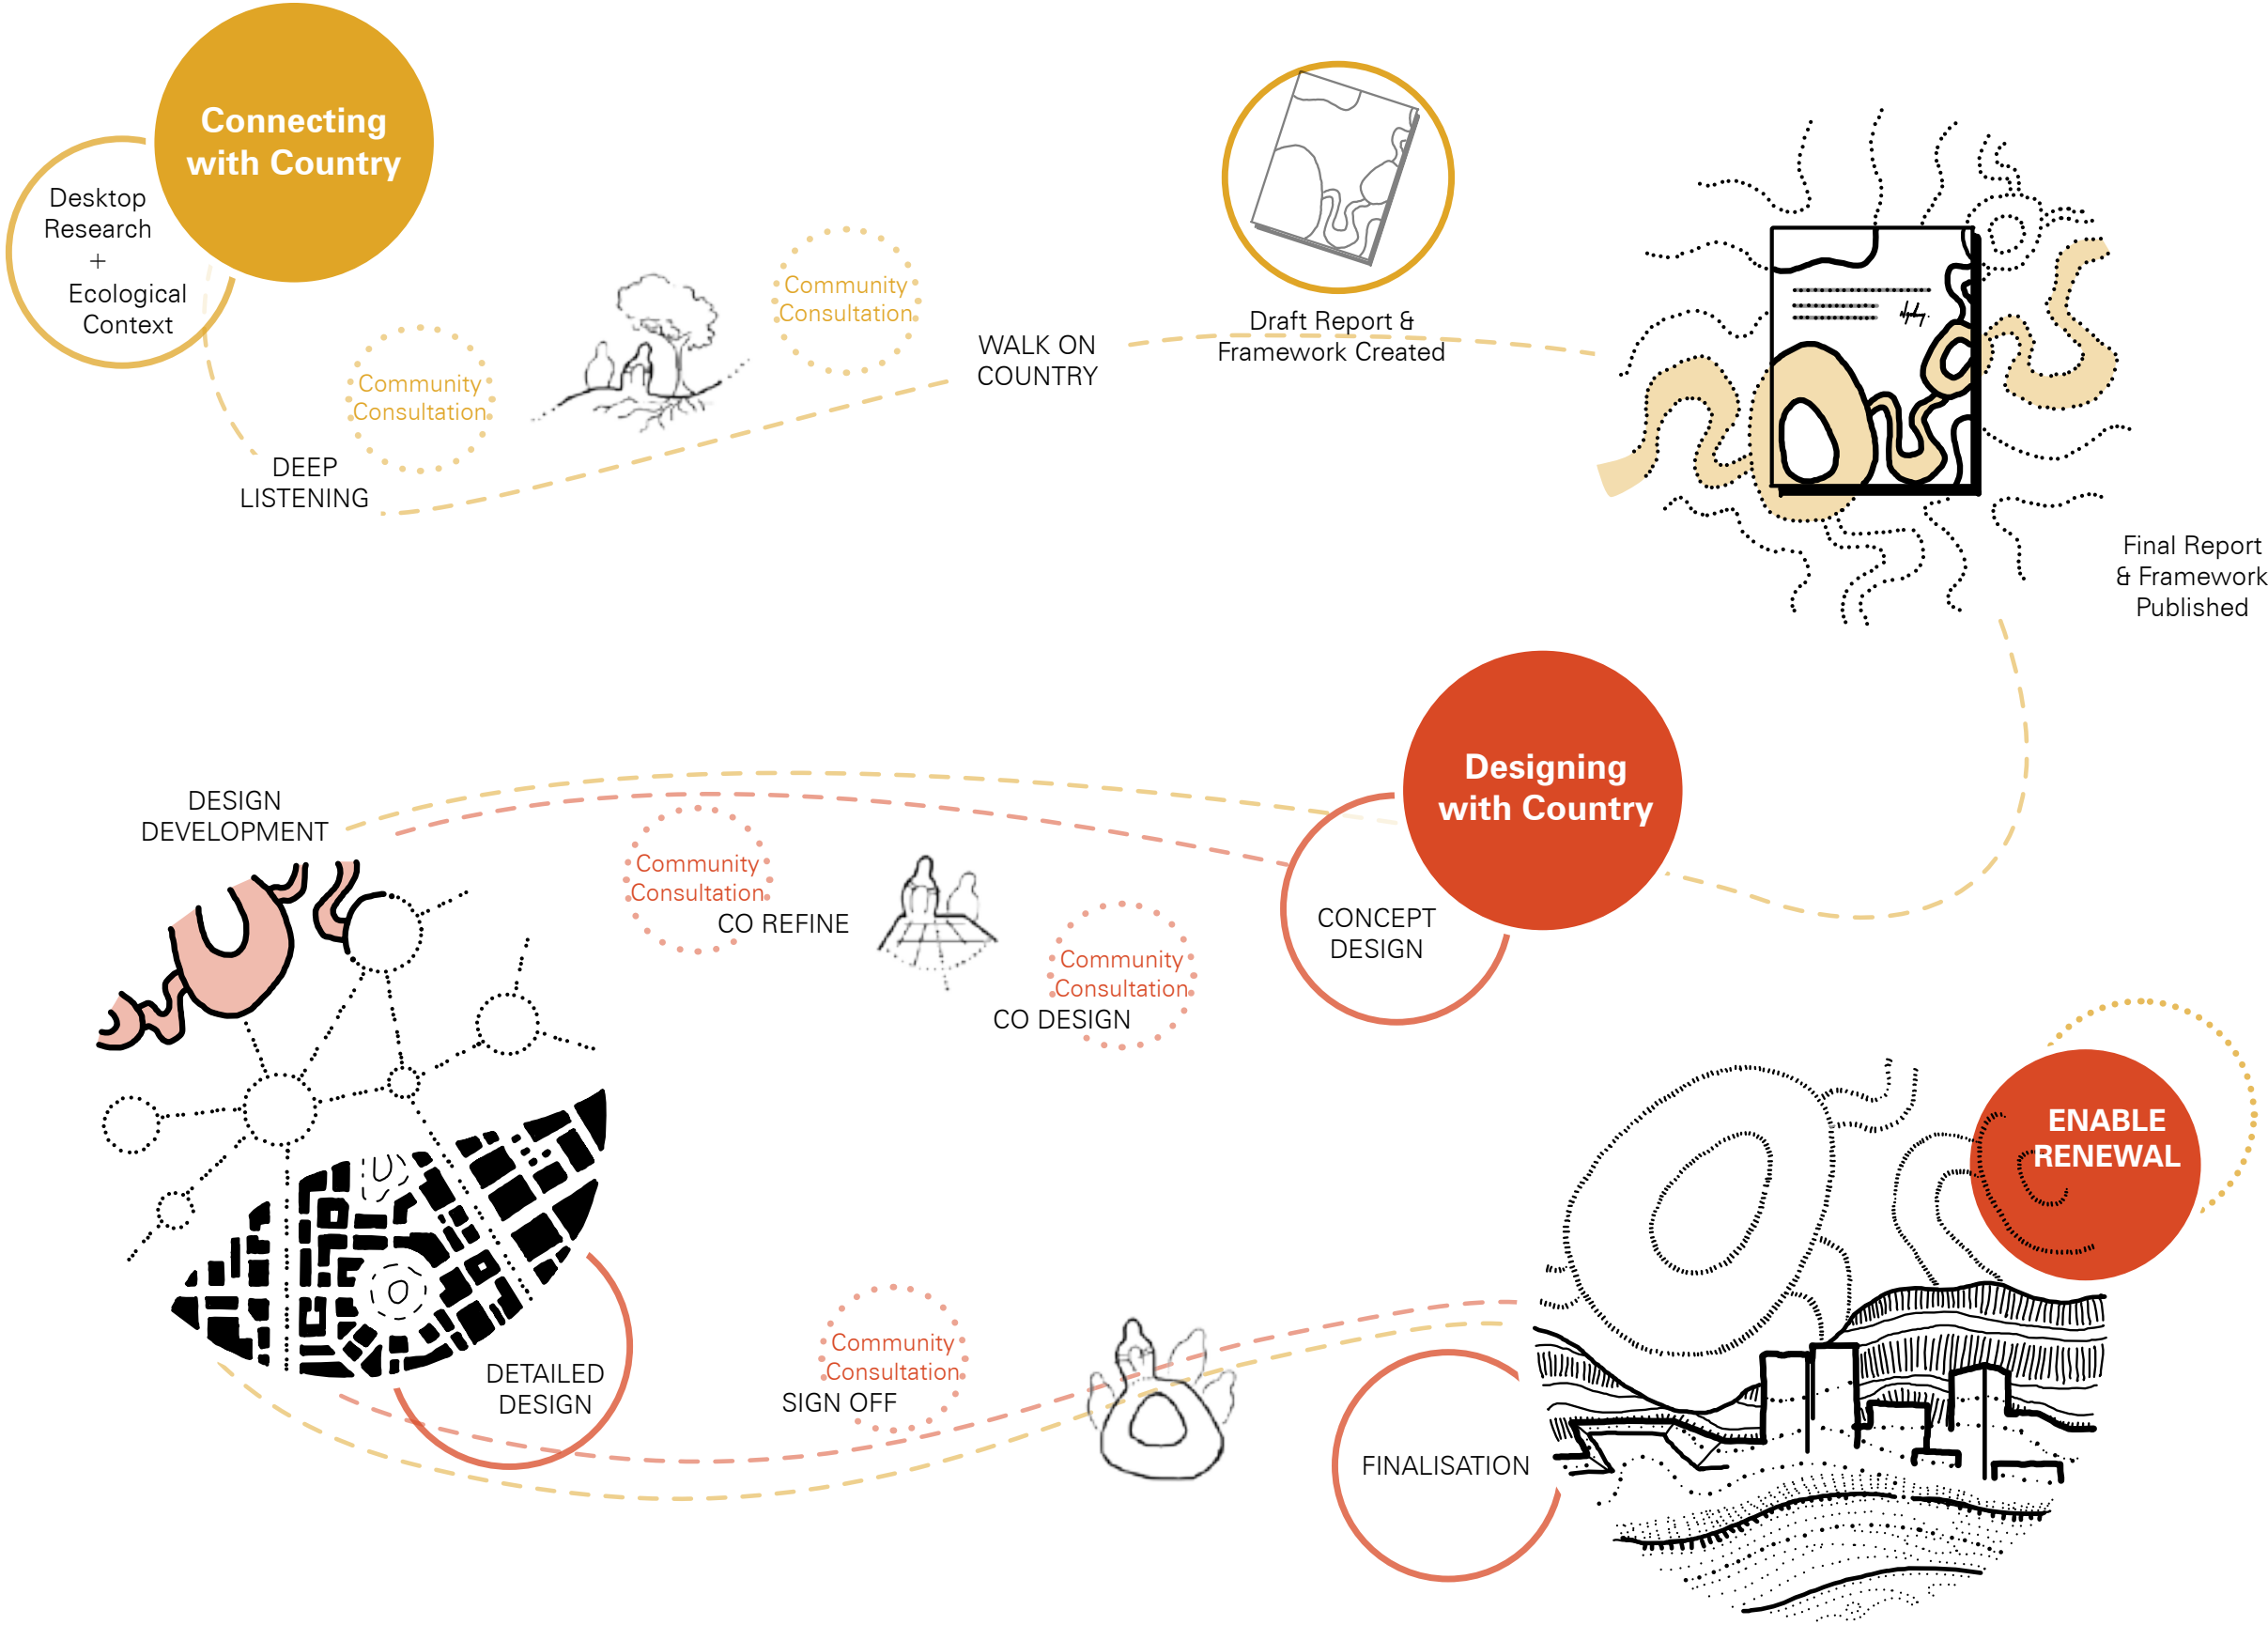 Connecting
with Country
Desktop
Research
+
Ecological
Context
DEEP
LISTENING
Community
Consultation
Community
Consultation
WALK ON
COUNTRY
Draft Report &
Framework Created
Final Report
& Framework
Published
Designing
with Country
CONCEPT
DESIGN
Community
Consultation
CO DESIGN
Community
Consultation
CO REFINE
DESIGN
DEVELOPMENT
DETAILED
DESIGN
Community
Consultation
SIGN OFF
FINALISATION
ENABLE
RENEWAL